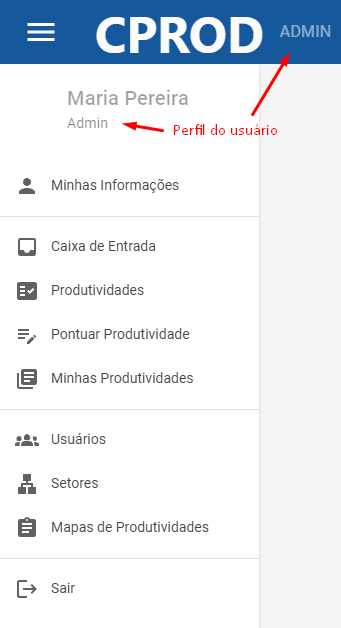 CPROD
ADMIN
Maria Pereira
Admin
Perfil do usuário
Minhas Informações
Caixa de Entrada
Produtividades
Pontuar Produtividade
Minhas Produtividades
Usuários
Setores
Mapas de Produtividades
Sair